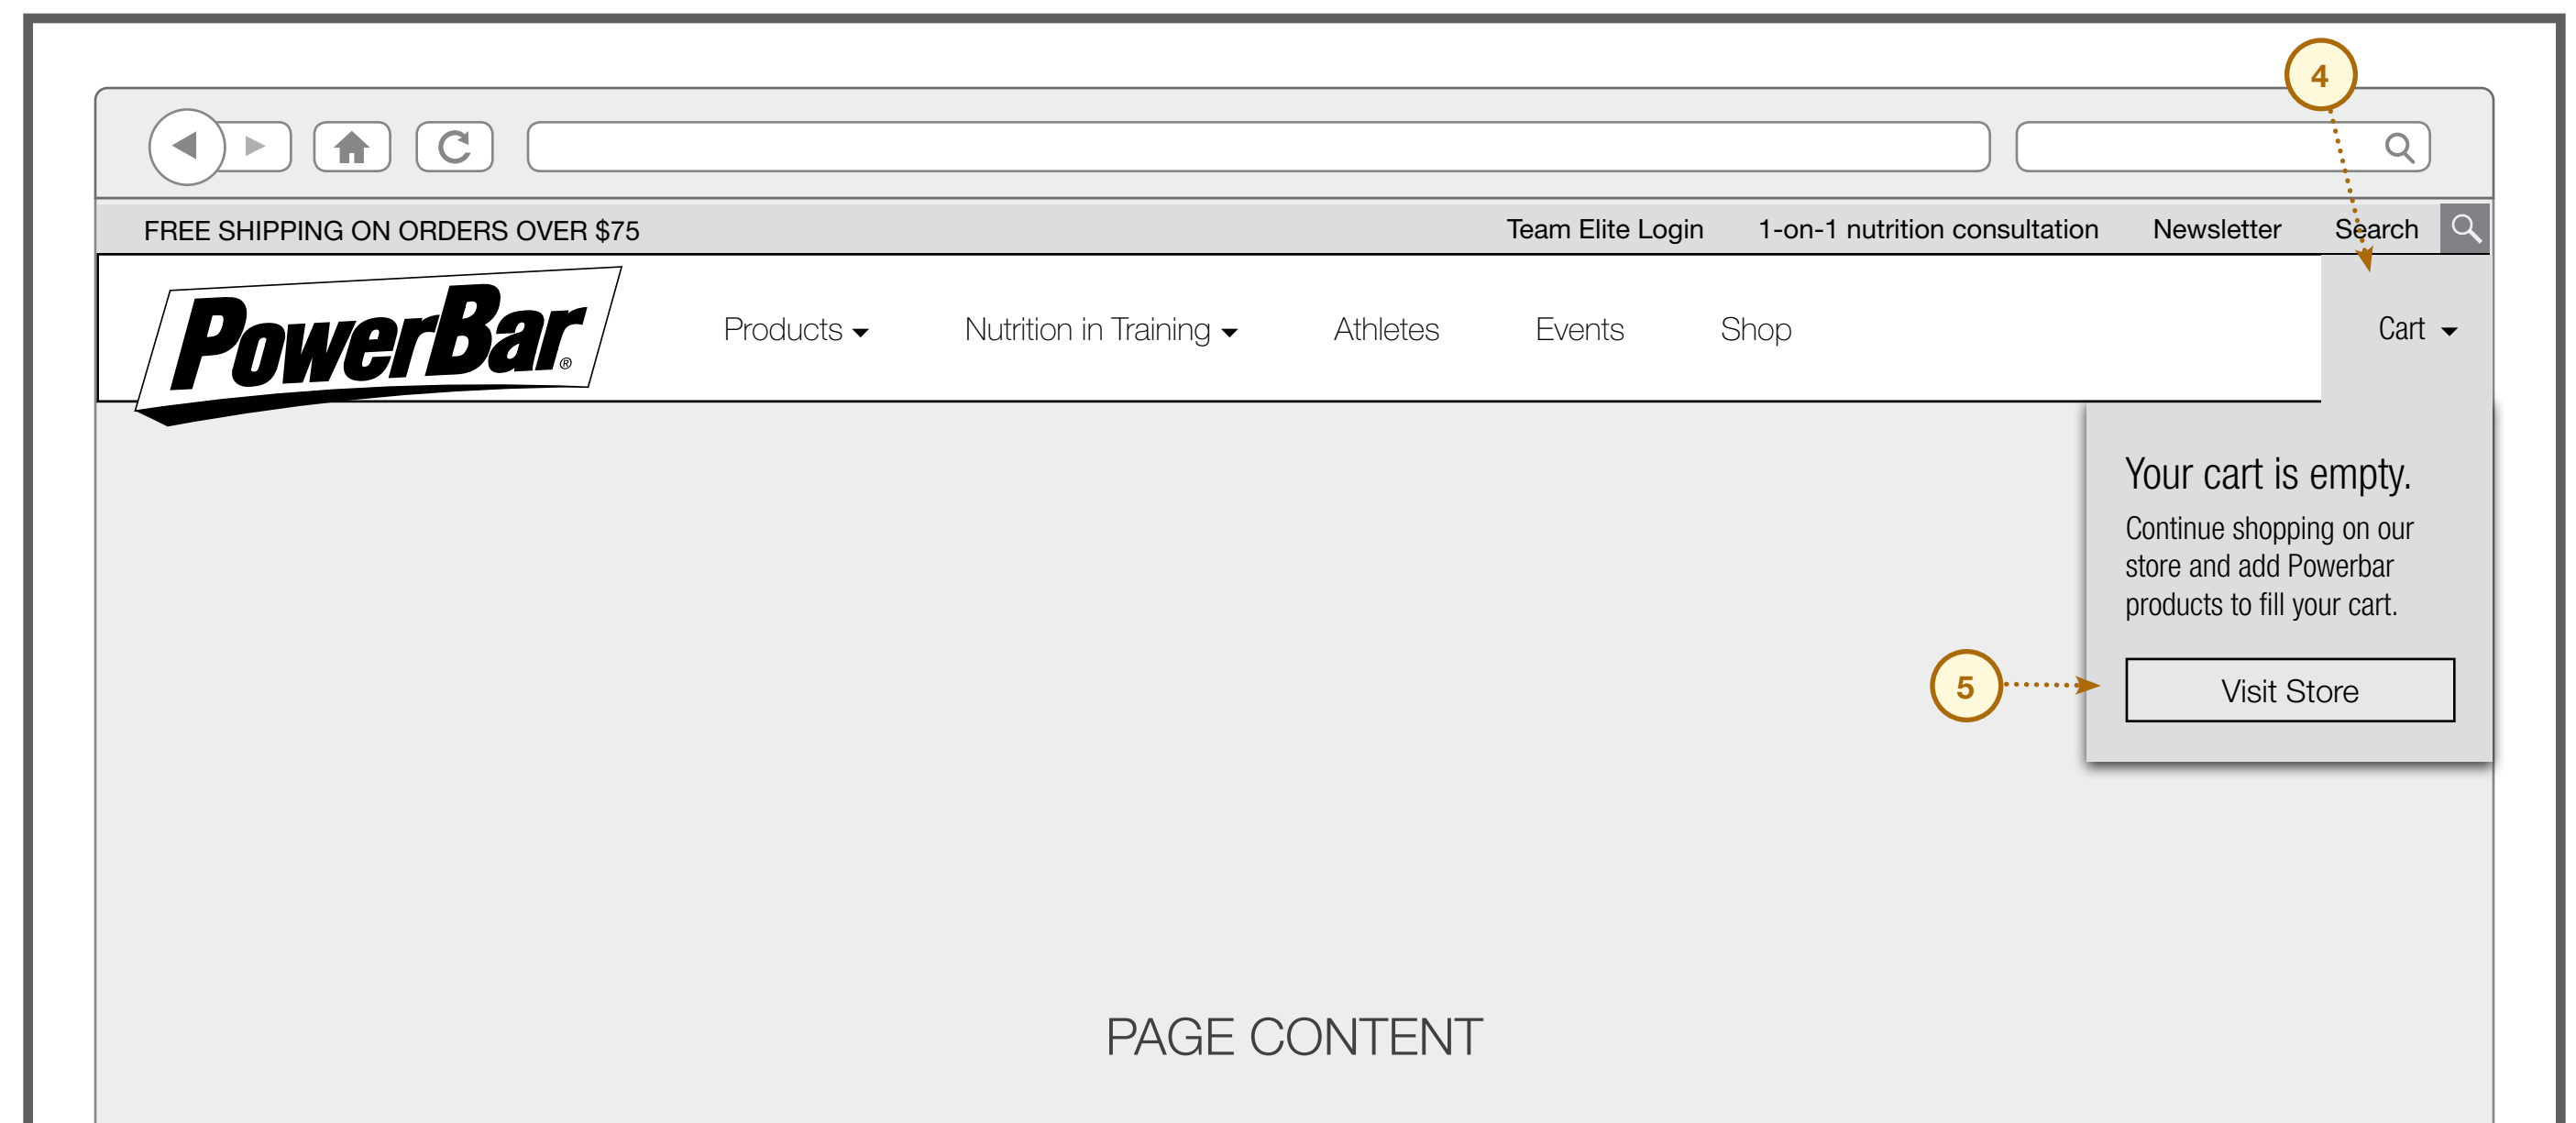 4
FREE SHIPPING ON ORDERS OVER $75 Team Elite Login 1-on-1 nutrition consultation Newsletter Search
PowerBar® Products Nutrition in Training Athletes Events Shop Cart
Your cart is empty.
Continue shopping on our
store and add Powerbar
products to fill your cart.
5 Visit Store
PAGE CONTENT